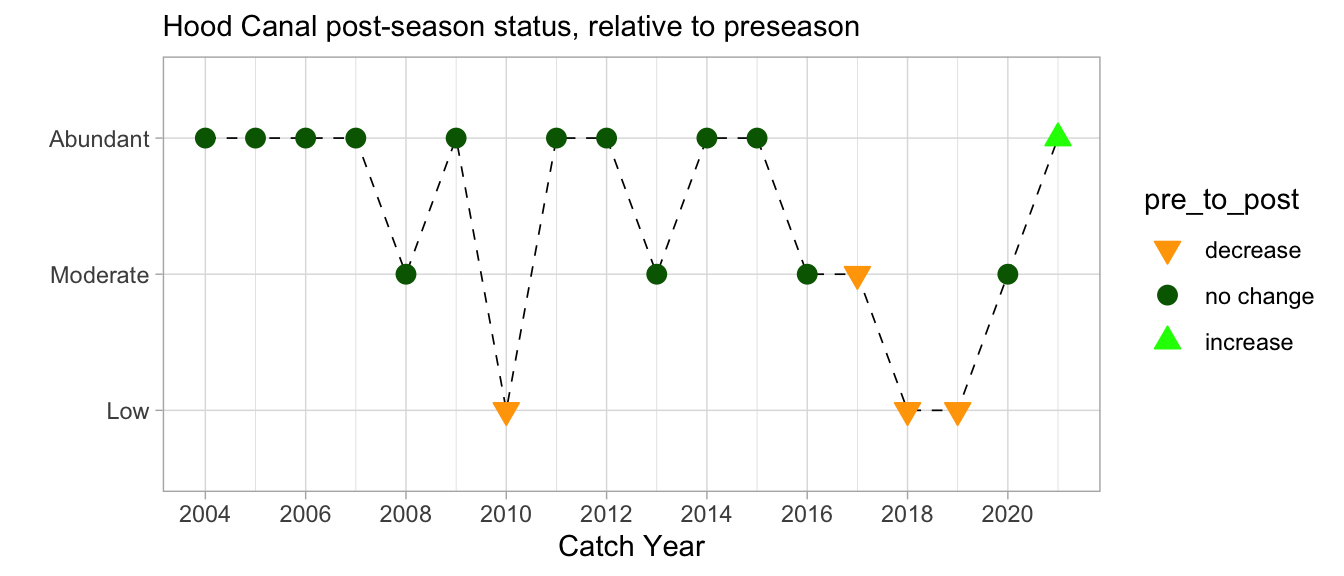 Hood Canal post-season status, relative to preseason
Abundant
Moderate
Low
2004 2006 2008 2010 2012 2014 2016 2018 2020
Catch Year
pre_to_post
decrease
no change
increase